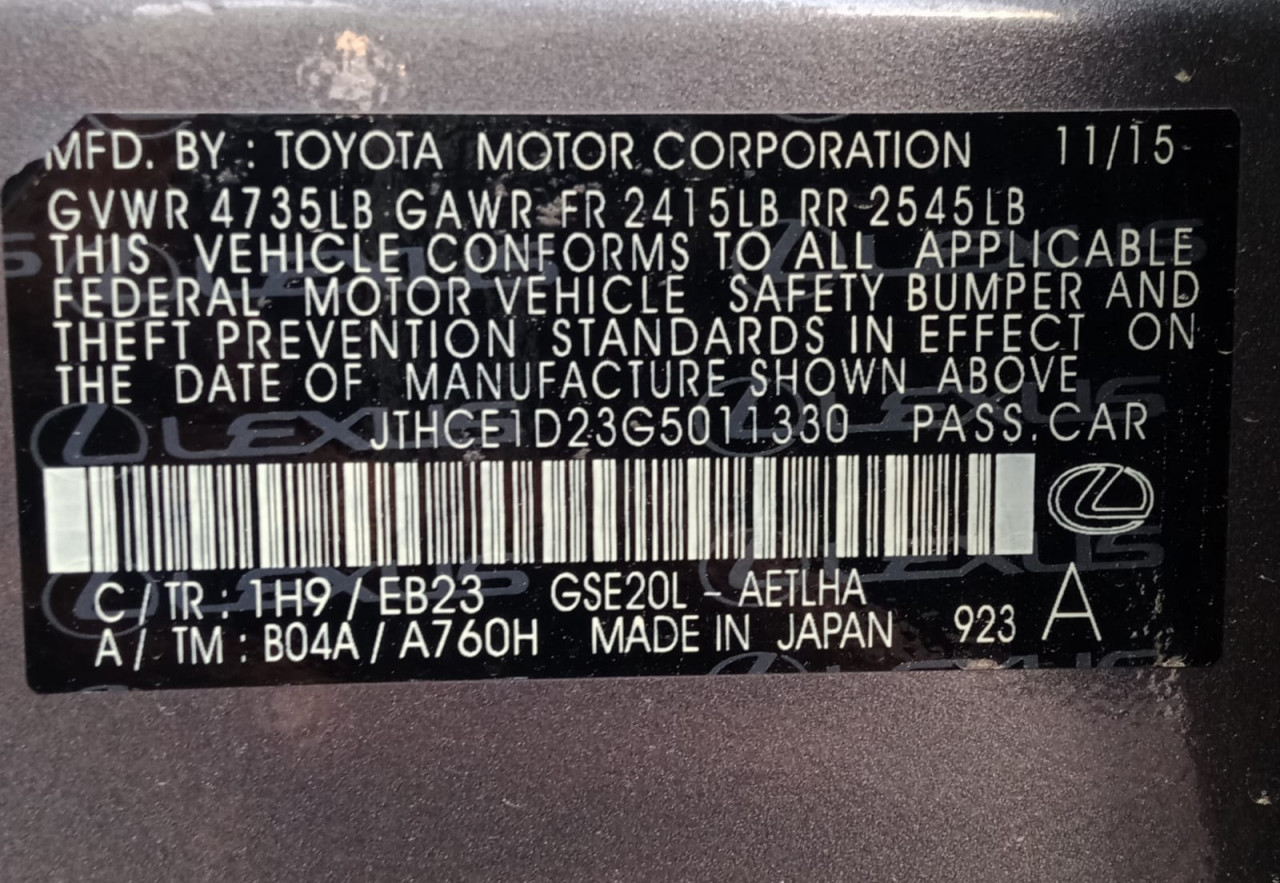 MFD. BY : TOYOTA MOTOR CORPORATION 11/15
GVWR 4735LB GAWR FR 2415LB RR 2545LB
THIS VEHICLE CONFORMS TO ALL APPLICABLE
FEDERAL MOTOR VEHICLE SAFETY BUMPER AND
THEFT PREVENTION STANDARDS IN EFFECT ON
THE DATE OF MANUFACTURE SHOWN ABOVE
JTHCE1D23G5011330 PASS. CAR
C / TR : 1H9 / EB23 GSE20L - AETLHA
A / TM : B04A / A760H MADE IN JAPAN 923 A
LEXUS